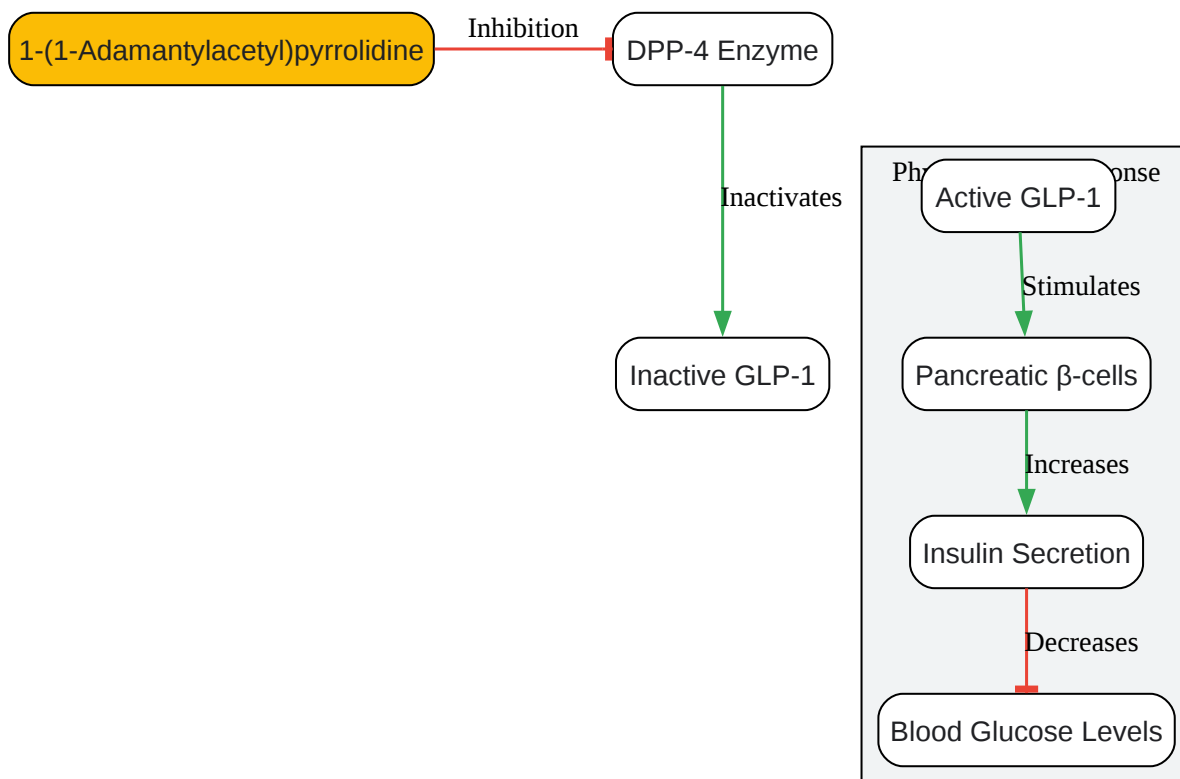 Inhibition
1-(1-Adamantylacetyl)pyrrolidine
DPP-4 Enzyme
Inactivates
Inactive GLP-1
Active GLP-1
Stimulates
Pancreatic β-cells
Increases
Insulin Secretion
Decreases
Blood Glucose Levels